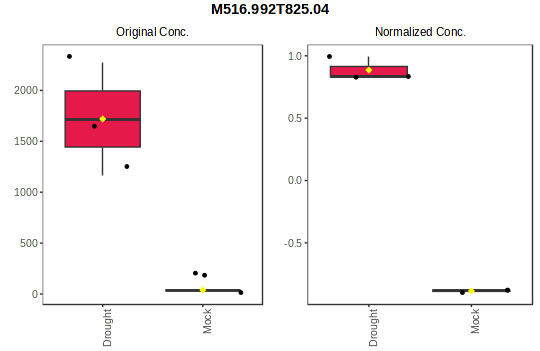 M516.992T825.04
Original Conc.
Normalized Conc.
2000
1500
1000
500
0
Drought
Mock
1.0
0.5
0.0
-0.5
Drought
Mock